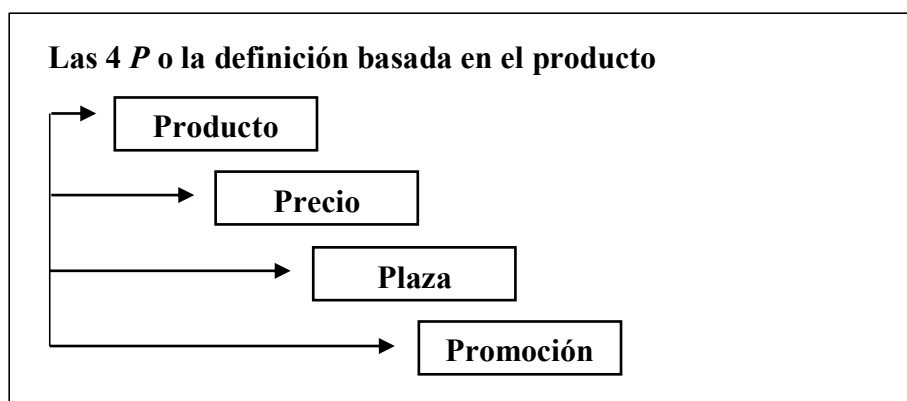 Las 4 P o la definición basada en el producto
Producto
Precio
Plaza
Promoción